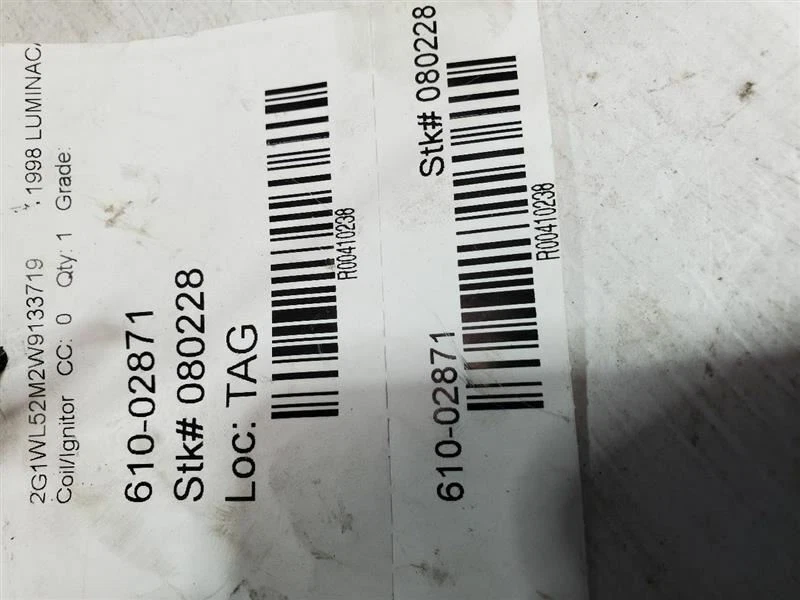 2G1WL52M2W9133719 1998 LUMINAC
Coil/Ignitor CC: 0 Qty: 1 Grade:
610-02871
Stk# 080228
Loc: TAG
R00410238
610-02871 Stk# 080228
R00410238